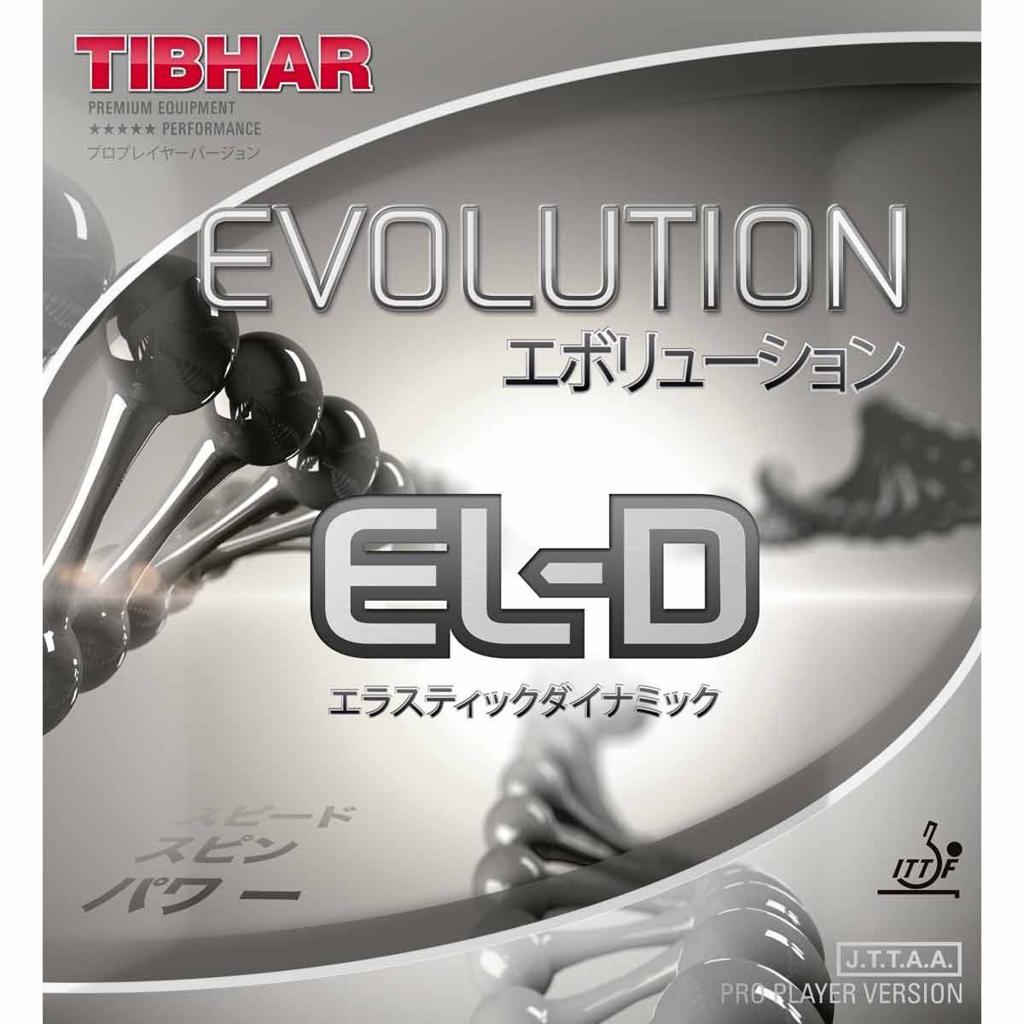 TIBHAR
PREMIUM EQUIPMENT
★★★★★ PERFORMANCE
プロプレイヤーバージョン
EVOLUTION
エボリューション
EL-D
エラスティックダイナミック
スピード
スピン
パワー
ITTF
J.T.T.A.A.
PRO PLAYER VERSION